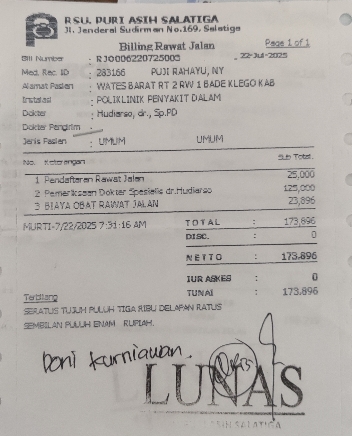 RSU. PURI ASIH SALATIGA
Jl. Jenderal Sudirman No.169. Salatiga
Billing Rawat Jalan
Page 1 of 1
Bill Number : RJ0006220725003 , 22-Jul-2025
Med. Rec. ID : 283166 PUJI RAHAYU, NY
Alamat Pasien : WATES BARAT RT 2 RW 1 BADE KLEGO KAB
Instalasi : POLIKLINIK PENYAKIT DALAM
Dokter : Hudiarso, dr., Sp.PD
Dokter Pengirim :
Jenis Pasien : UMUM UMUM
No. Keterangan Sub Total
1 Pendaftaran Rawat Jalan 25,000
2 Pemeriksaan Dokter Spesialis dr.Hudiarso 125,000
3 BIAYA OBAT RAWAT JALAN 23,896
MURTI-7/22/2025 7:31:16 AM
TOTAL : 173,896
DISC. : 0
NETTO : 173,896
IUR ASKES : 0
TUNAI : 173,896
Terbilang
SERATUS TUJUH PULUH TIGA RIBU DELAPAN RATUS
SEMBILAN PULUH ENAM RUPIAH.
Doni Kurniawan.
LUNAS
SALATIGA